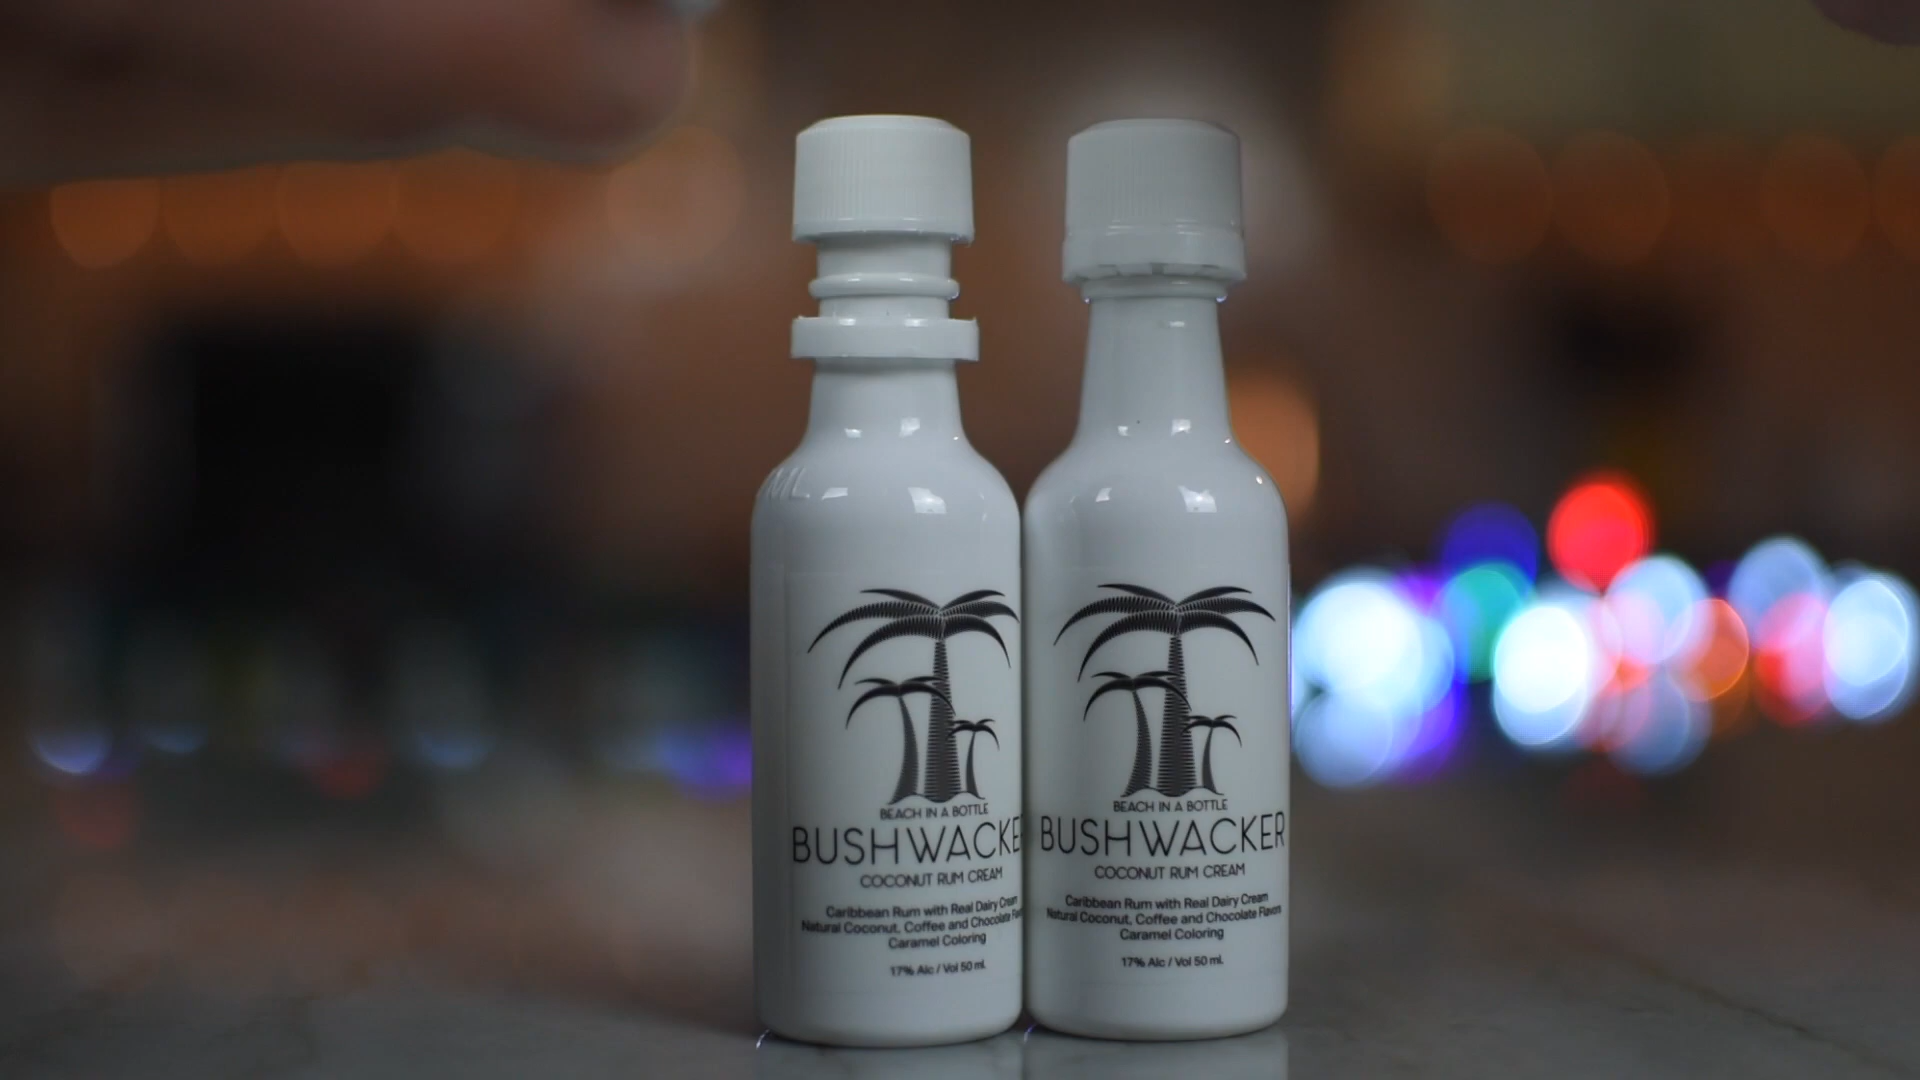 ML
BEACH IN A BOTTLE
BUSHWACKE
COCONUT RUM CREAM
Caribbean Rum with Real Dairy Cream
Natural Coconut, Coffee and Chocolate Flavors
Caramel Coloring
17% Alc / Vol 50 ml.
BEACH IN A BOTTLE
BUSHWACKER
COCONUT RUM CREAM
Caribbean Rum with Real Dairy Cream
Natural Coconut, Coffee and Chocolate Flavors
Caramel Coloring
17% Alc / Vol 50 ml.